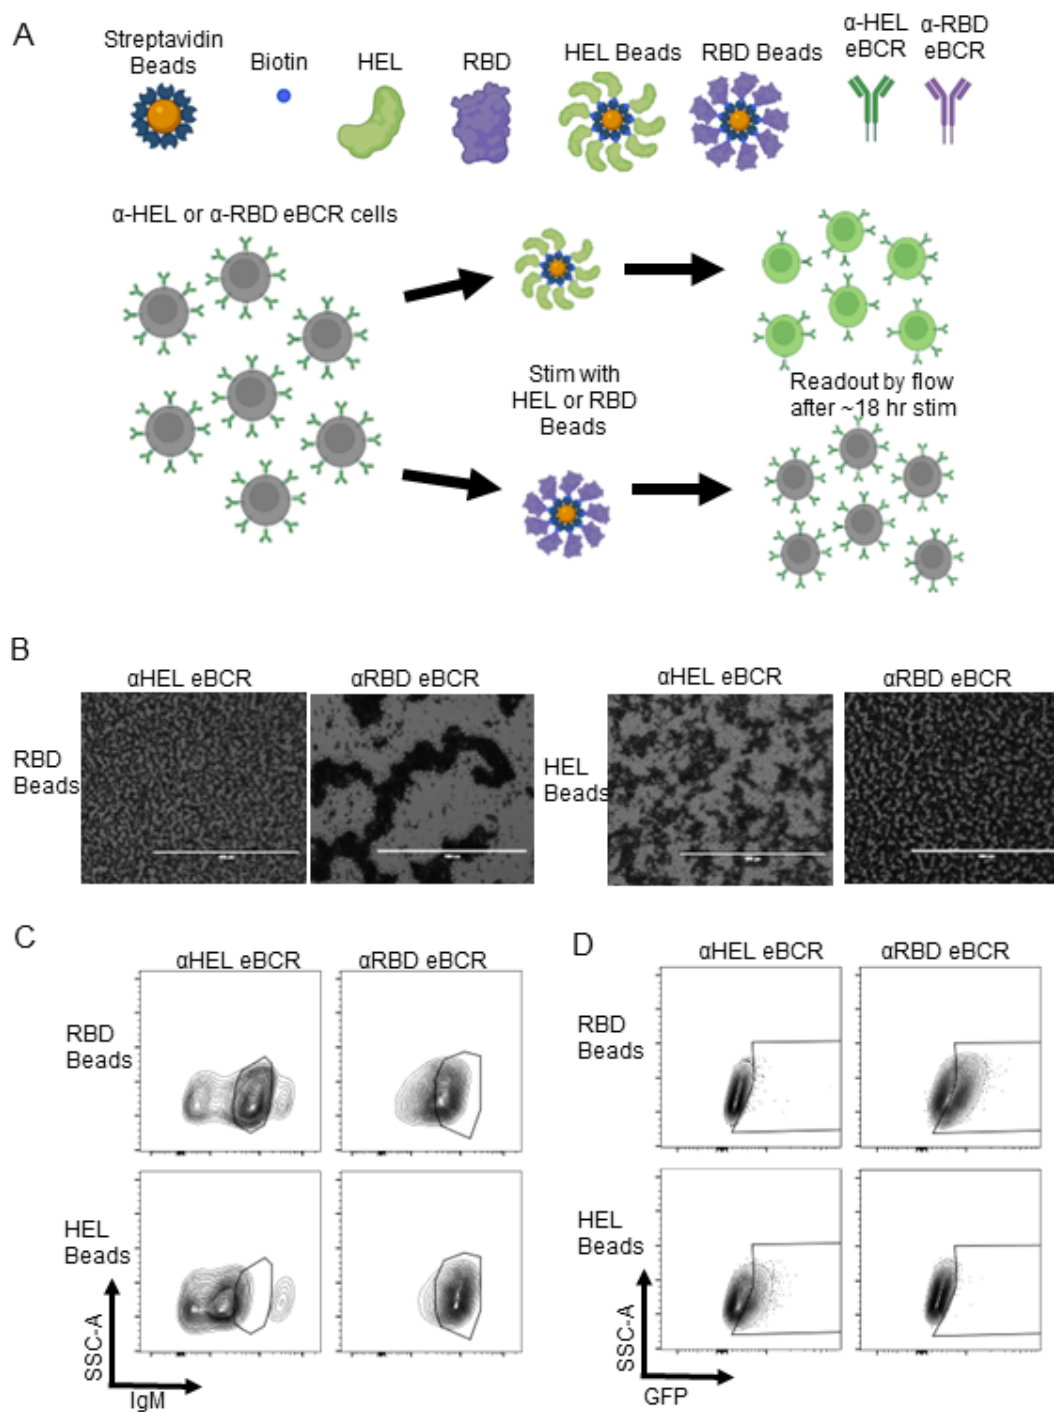 A
Streptavidin
Beads
Biotin
HEL
RBD
HEL Beads
RBD Beads
α-HEL
eBCR
α-RBD
eBCR
α-HEL or α-RBD eBCR cells
Stim with
HEL or RBD
Beads
Readout by flow
after ~18 hr stim
B
αHEL eBCR
αRBD eBCR
αHEL eBCR
αRBD eBCR
RBD
Beads
HEL
Beads
C
αHEL eBCR
αRBD eBCR
RBD
Beads
HEL
Beads
SSC-A
IgM
D
αHEL eBCR
αRBD eBCR
RBD
Beads
HEL
Beads
SSC-A
GFP